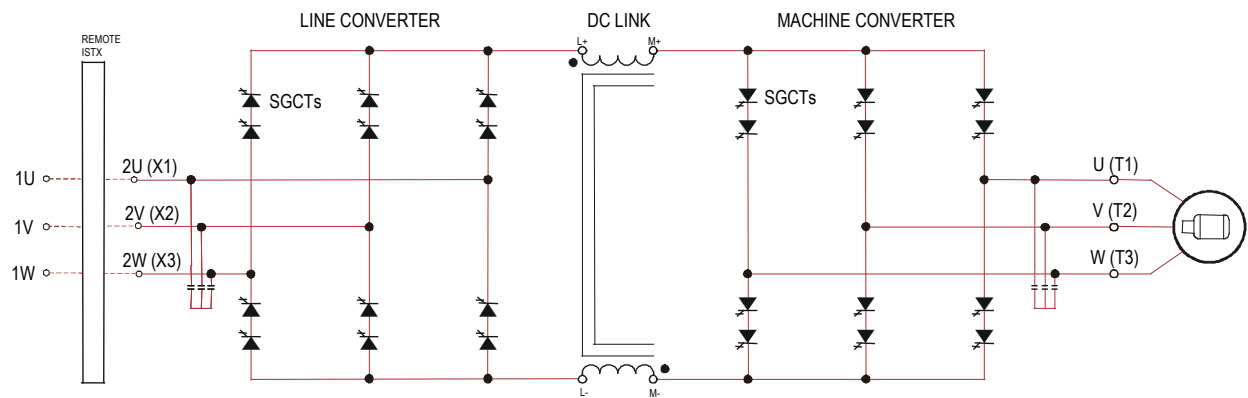 LINE CONVERTER
DC LINK
MACHINE CONVERTER
REMOTE
ISTX
L+
M+
SGCTs
SGCTs
2U (X1)
1U
U (T1)
2V (X2)
1V
V (T2)
2W (X3)
1W
W (T3)
L-
M-